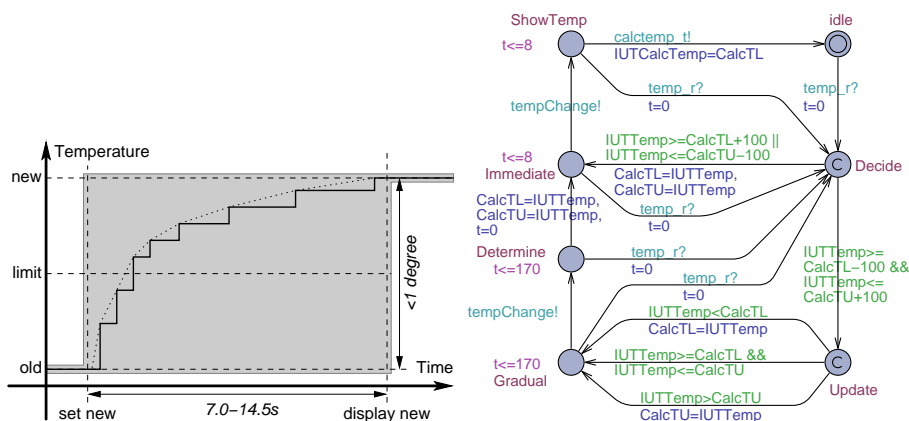 Temperature
new
limit
old
<1 degree
Time
set new
7.0–14.5s
display new
ShowTemp
idle
t<=8
calctemp_t!
IUTCalcTemp=CalcTL
temp_r?
t=0
temp_r?
t=0
tempChange!
IUTTemp>=CalcTL+100 ||
IUTTemp<=CalcTU−100
t<=8
Immediate
C
Decide
CalcTL=IUTTemp,
CalcTU=IUTTemp
CalcTL=IUTTemp,
CalcTU=IUTTemp,
t=0
temp_r?
t=0
Determine
t<=170
temp_r?
t=0
temp_r?
t=0
IUTTemp>=
CalcTL−100 &&
IUTTemp<=
CalcTU+100
tempChange!
IUTTemp<CalcTL
CalcTL=IUTTemp
t<=170
Gradual
IUTTemp>=CalcTL &&
IUTTemp<=CalcTU
C
Update
IUTTemp>CalcTU
CalcTU=IUTTemp